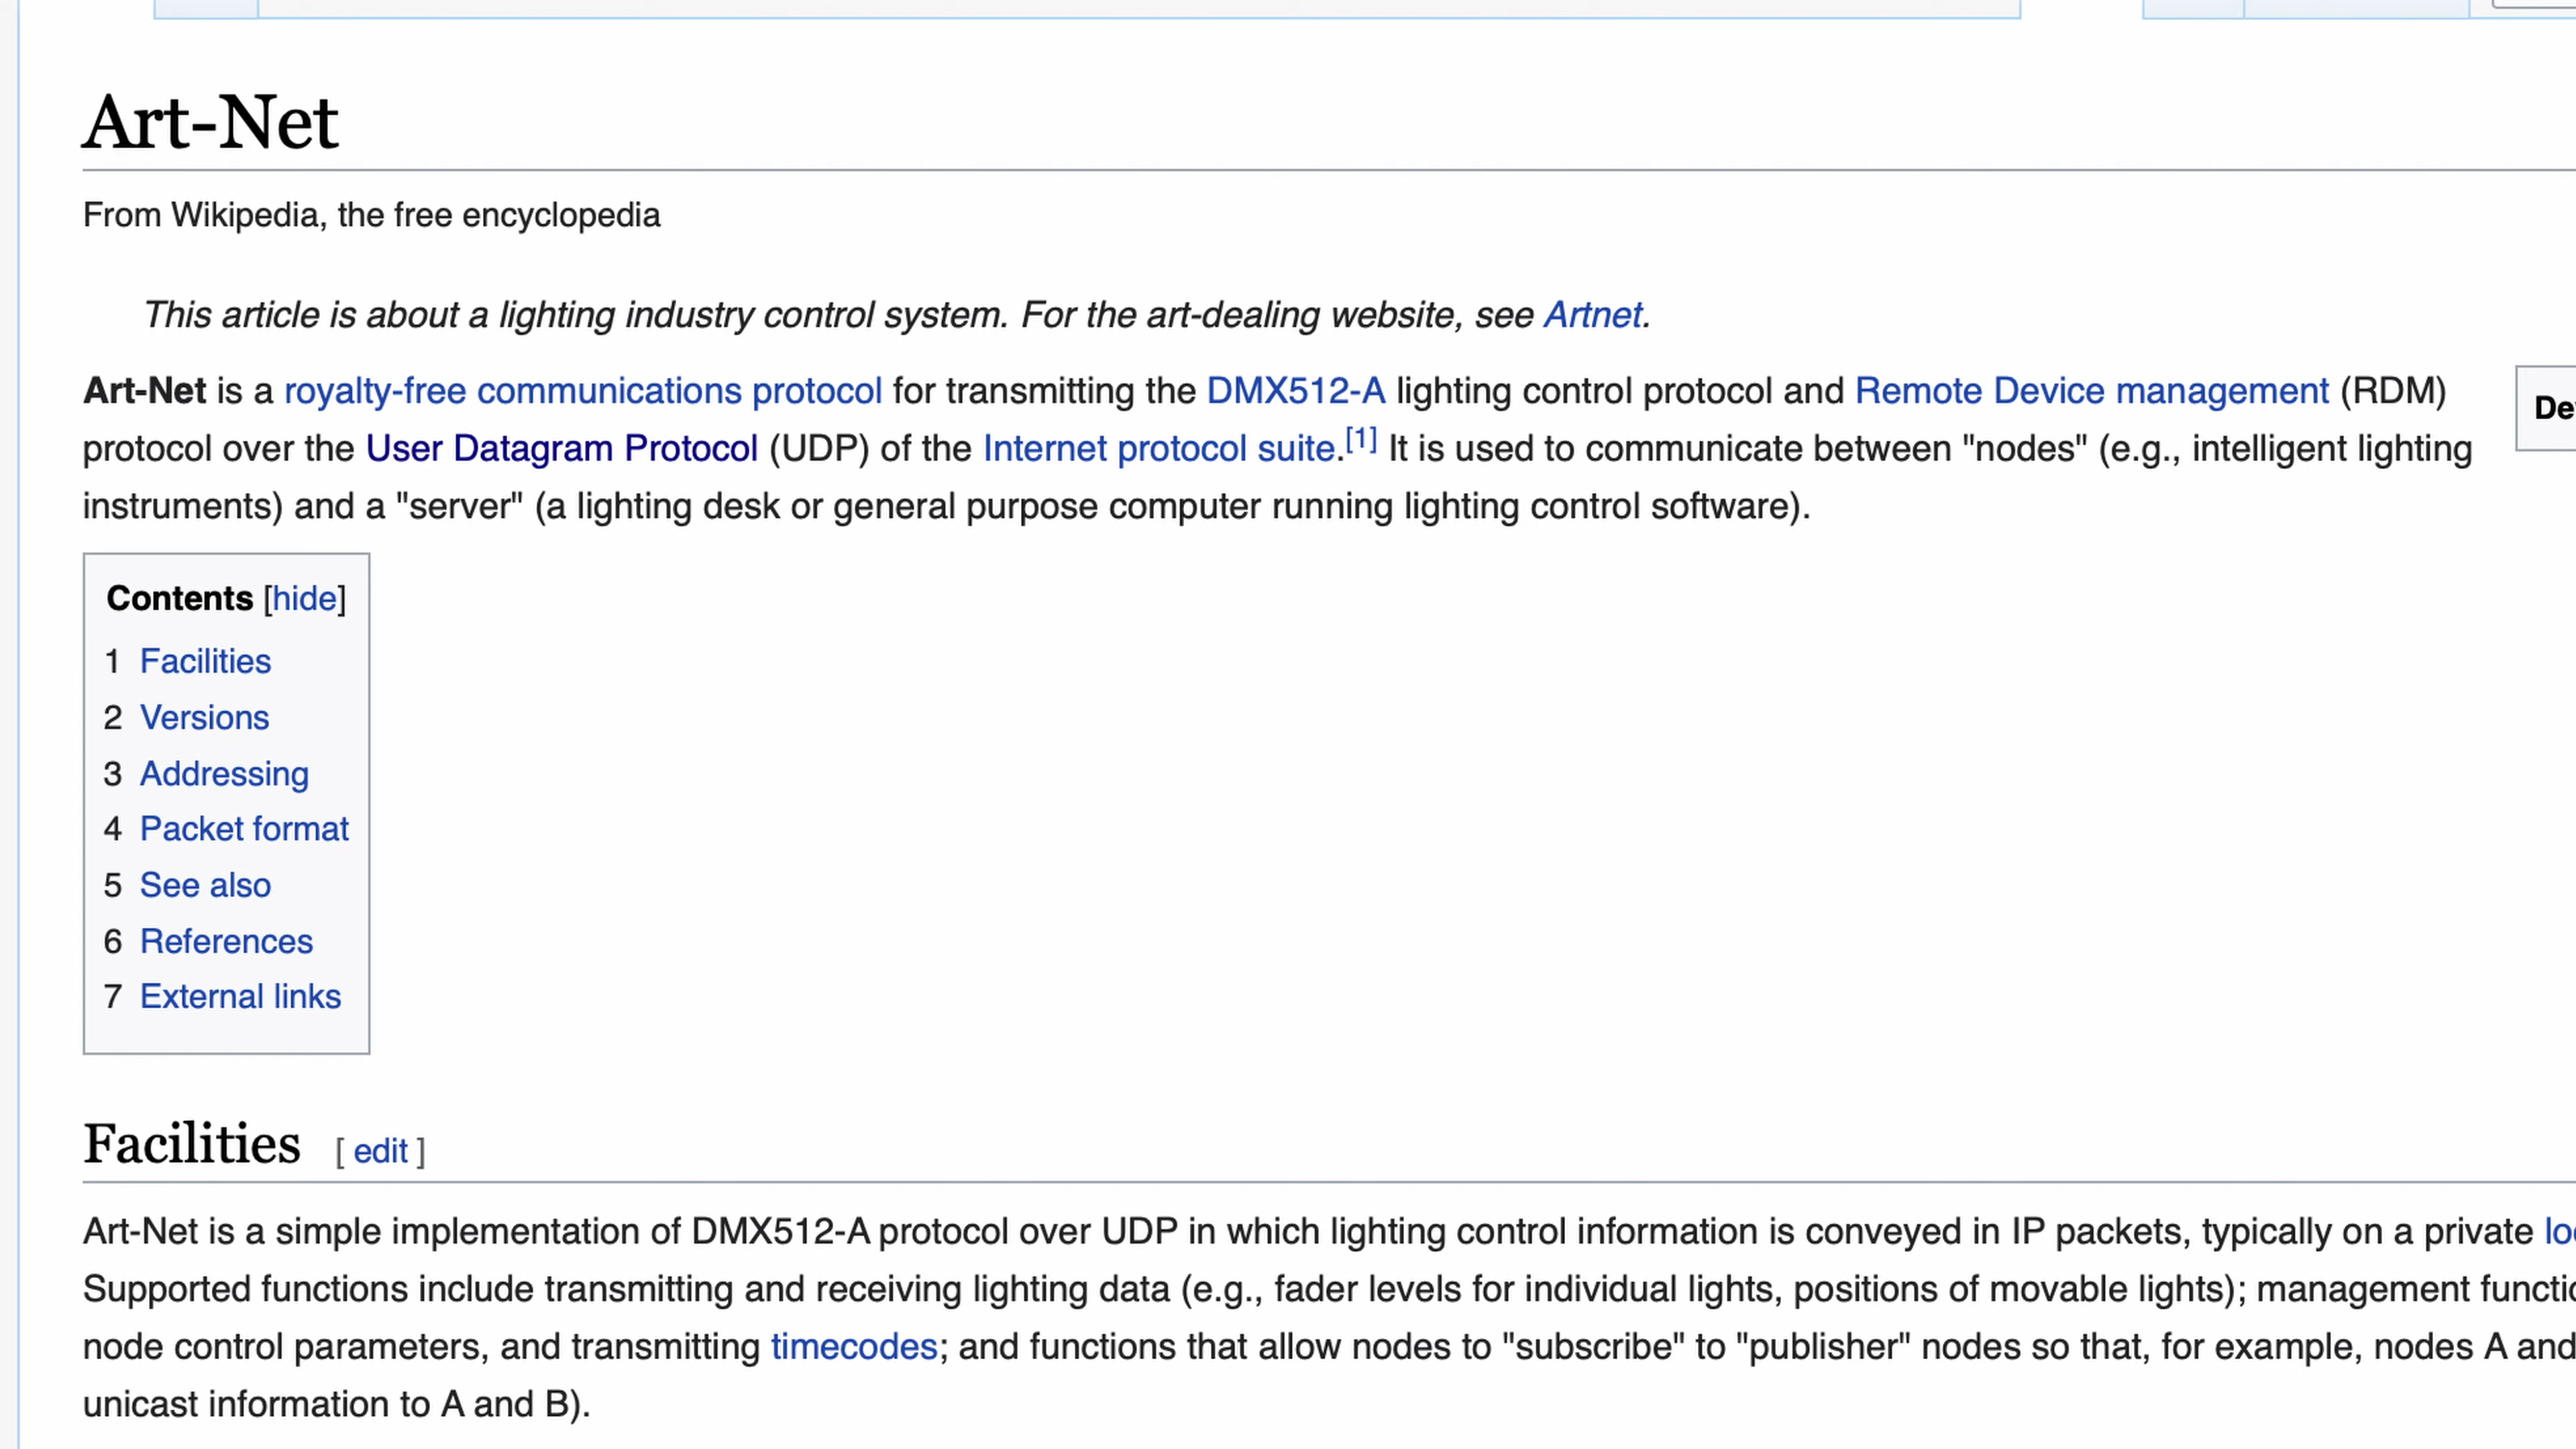 Art-Net
From Wikipedia, the free encyclopedia
This article is about a lighting industry control system. For the art-dealing website, see Artnet.
Art-Net is a royalty-free communications protocol for transmitting the DMX512-A lighting control protocol and Remote Device management (RDM)
protocol over the User Datagram Protocol (UDP) of the Internet protocol suite.[1] It is used to communicate between "nodes" (e.g., intelligent lighting
instruments) and a "server" (a lighting desk or general purpose computer running lighting control software).
Contents [hide]
1 Facilities
2 Versions
3 Addressing
4 Packet format
5 See also
6 References
7 External links
Facilities [ edit ]
Art-Net is a simple implementation of DMX512-A protocol over UDP in which lighting control information is conveyed in IP packets, typically on a private
Supported functions include transmitting and receiving lighting data (e.g., fader levels for individual lights, positions of movable lights); management
node control parameters, and transmitting timecodes; and functions that allow nodes to "subscribe" to "publisher" nodes so that, for example, nodes A and
unicast information to A and B).